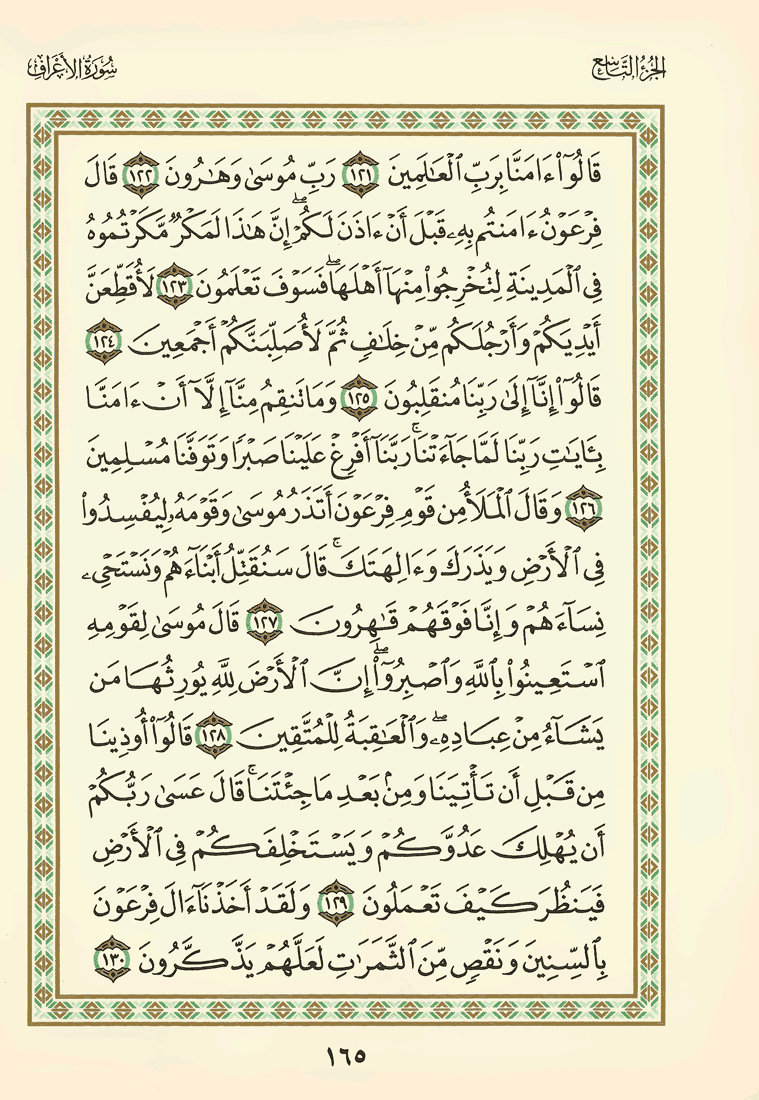 الجزء التاسع
سورة الأعراف
قَالُوٓا۟ ءَامَنَّا بِرَبِّ ٱلْعَـٰلَمِينَ ١٢١ رَبِّ مُوسَىٰ وَهَـٰرُونَ ١٢٢ قَالَ
فِرْعَوْنُ ءَامَنتُم بِهِۦ قَبْلَ أَنْ ءَاذَنَ لَكُمْ ۖ إِنَّ هَـٰذَا لَمَكْرٌ مَّكَرْتُمُوهُ
فِى ٱلْمَدِينَةِ لِتُخْرِجُوا۟ مِنْهَآ أَهْلَهَا ۖ فَسَوْفَ تَعْلَمُونَ ١٢٣ لَأُقَطِّعَنَّ
أَيْدِيَكُمْ وَأَرْجُلَكُم مِّنْ خِلَـٰفٍ ثُمَّ لَأُصَلِّبَنَّكُمْ أَجْمَعِينَ ١٢٤
قَالُوٓا۟ إِنَّآ إِلَىٰ رَبِّنَا مُنقَلِبُونَ ١٢٥ وَمَا تَنقِمُ مِنَّآ إِلَّآ أَنْ ءَامَنَّا
بِـَٔايَـٰتِ رَبِّنَا لَمَّا جَآءَتْنَا ۚ رَبَّنَآ أَفْرِغْ عَلَيْنَا صَبْرًا وَتَوَفَّنَا مُسْلِمِينَ
١٢٦ وَقَالَ ٱلْمَلَأُ مِن قَوْمِ فِرْعَوْنَ أَتَذَرُ مُوسَىٰ وَقَوْمَهُۥ لِيُفْسِدُوا۟
فِى ٱلْأَرْضِ وَيَذَرَكَ وَءَالِهَتَكَ ۚ قَالَ سَنُقَتِّلُ أَبْنَآءَهُمْ وَنَسْتَحْىِۦ
نِسَآءَهُمْ وَإِنَّا فَوْقَهُمْ قَـٰهِرُونَ ١٢٧ قَالَ مُوسَىٰ لِقَوْمِهِ
ٱسْتَعِينُوا۟ بِٱللَّهِ وَٱصْبِرُوٓا۟ ۖ إِنَّ ٱلْأَرْضَ لِلَّهِ يُورِثُهَا مَن
يَشَآءُ مِنْ عِبَادِهِۦ ۖ وَٱلْعَـٰقِبَةُ لِلْمُتَّقِينَ ١٢٨ قَالُوٓا۟ أُوذِينَا
مِن قَبْلِ أَن تَأْتِيَنَا وَمِنۢ بَعْدِ مَا جِئْتَنَا ۚ قَالَ عَسَىٰ رَبُّكُمْ
أَن يُهْلِكَ عَدُوَّكُمْ وَيَسْتَخْلِفَكُمْ فِى ٱلْأَرْضِ
فَيَنظُرَ كَيْفَ تَعْمَلُونَ ١٢٩ وَلَقَدْ أَخَذْنَآ ءَالَ فِرْعَوْنَ
بِٱلسِّنِينَ وَنَقْصٍ مِّنَ ٱلثَّمَرَٰتِ لَعَلَّهُمْ يَذَّكَّرُونَ ١٣٠
١٦٥